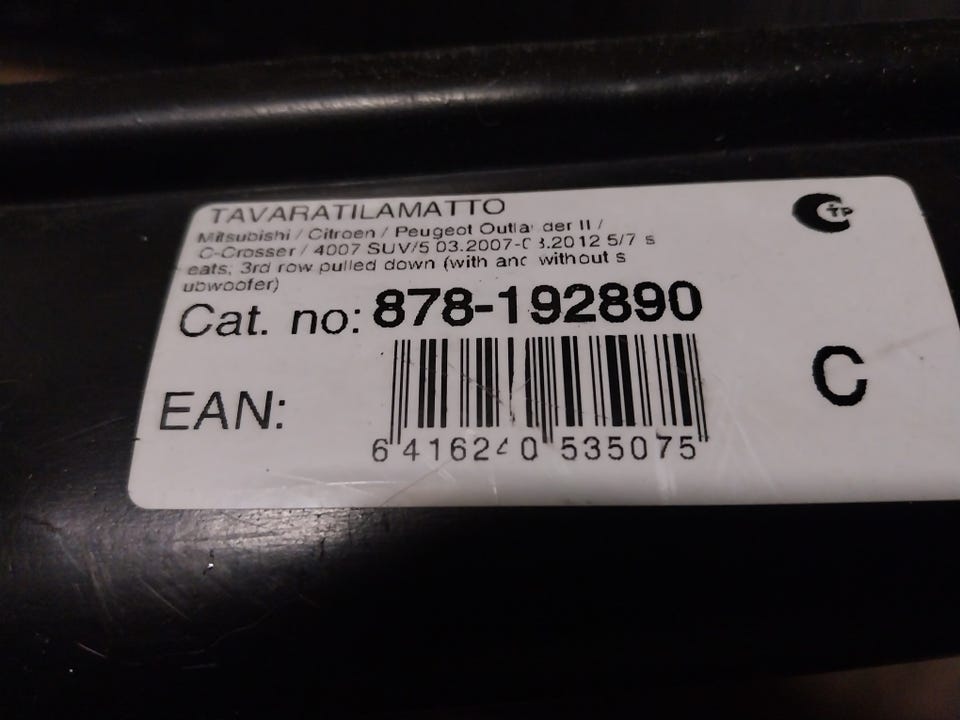 TAVARATILAMATTO
Mitsubishi / Citroen / Peugeot Outlander II /
C-Crosser / 4007 SUV/5 03.2007-03.2012 5/7 s
eats; 3rd row pulled down (with and without s
ubwoofer)
Cat. no: 878-192890
EAN:
6 416240 535075
C
CTP